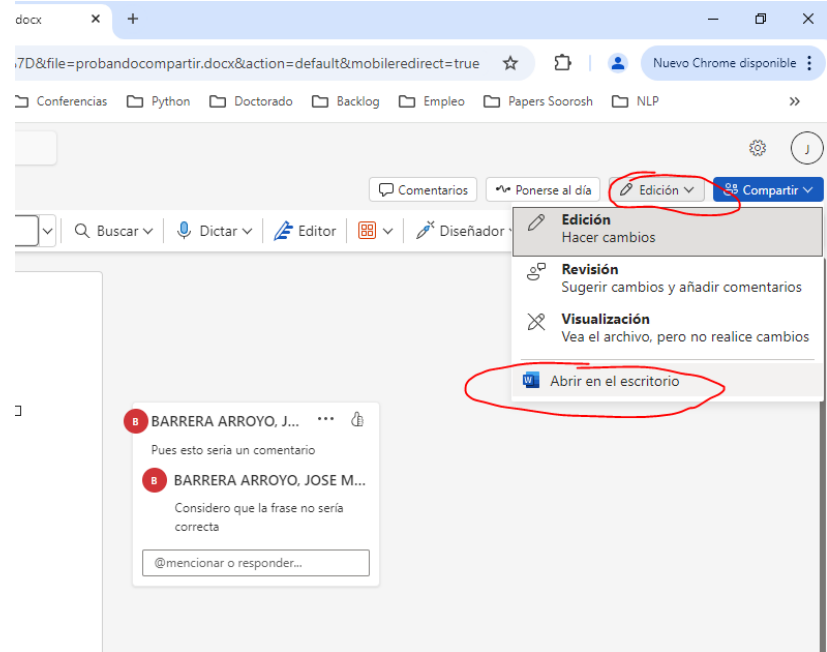 docox
+
%7D&file=probandocompartir.docx&action=default&mobileredirect=true
Nuevo Chrome disponible
Conferencias Python Doctorado Backlog Empleo Papers Soorosh NLP
J
Comentarios Ponerse al día Edición Compartir
Buscar Dictar Editor Diseñador
Edición
Hacer cambios
Revisión
Sugerir cambios y añadir comentarios
Visualización
Vea el archivo, pero no realice cambios
Abrir en el escritorio
B BARRERA ARROYO, J...
Pues esto seria un comentario
B BARRERA ARROYO, JOSE M...
Considero que la frase no sería
correcta
@mencionar o responder...